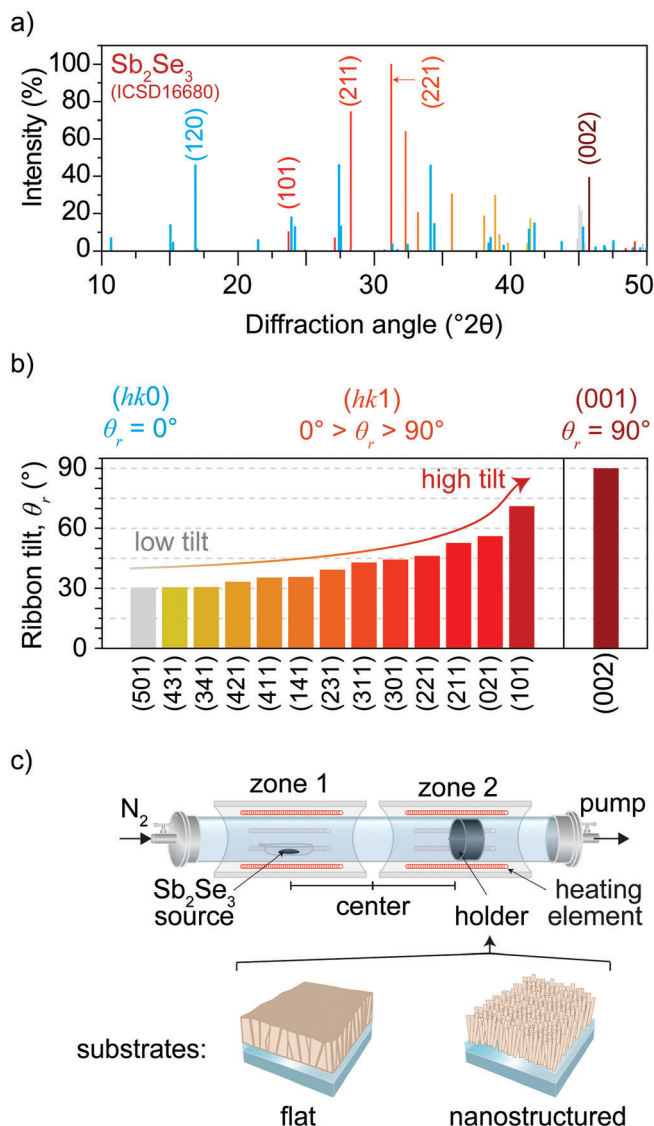 a)
Sb₂Se₃
(ICSD16680)
(120)
(101)
(211)
(221)
(002)
Intensity (%)
100
80
60
40
20
0
10 20 30 40 50
Diffraction angle (°2θ)
b)
(hk0) (hk1) (001)
θᵣ = 0° 0° > θᵣ > 90° θᵣ = 90°
Ribbon tilt, θᵣ (°)
90
60
30
0
high tilt
low tilt
(501) (431) (341) (421) (411) (141) (231) (311) (301) (221) (211) (021) (101) (002)
c)
zone 1 zone 2
N₂ pump
Sb₂Se₃
source
center
holder
heating
element
substrates:
flat nanostructured